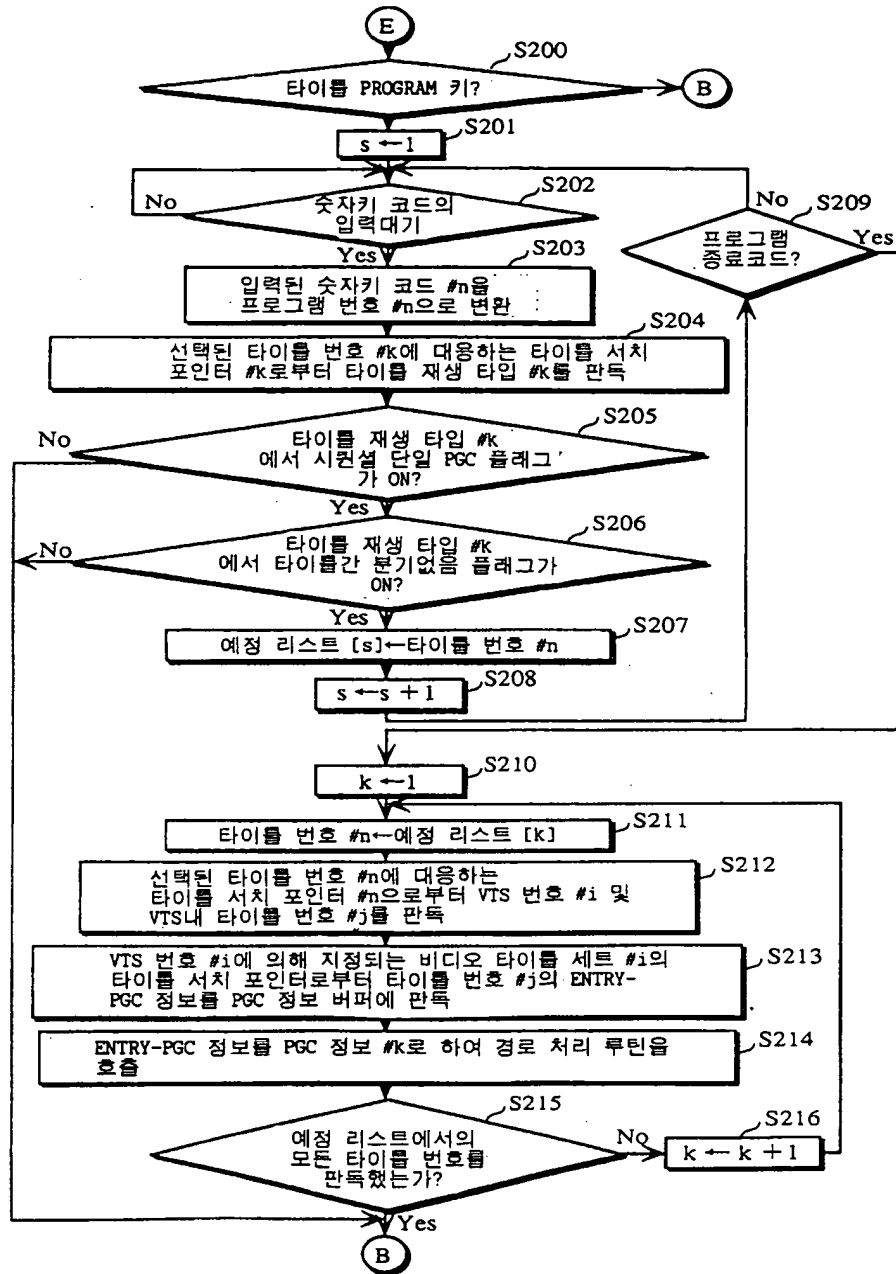 E
S200
타이틀 PROGRAM 키?
B
S201
s ← 1
S202
No
숫자키 코드의
입력대기
No
S209
프로그램
종료코드?
Yes
Yes
S203
입력된 숫자키 코드 #n을
프로그램 번호 #n으로 변환
S204
선택된 타이틀 번호 #k에 대응하는 타이틀 서치
포인터 #k로부터 타이틀 재생 타입 #k를 판독
S205
No
타이틀 재생 타입 #k
에서 시퀀셜 단일 PGC 플래그
가 ON?
Yes
S206
No
타이틀 재생 타입 #k
에서 타이틀간 분기없음 플래그가
ON?
Yes
S207
예정 리스트 [s]←타이틀 번호 #n
S208
s ← s + 1
S210
k ← 1
S211
타이틀 번호 #n←예정 리스트 [k]
S212
선택된 타이틀 번호 #n에 대응하는
타이틀 서치 포인터 #n으로부터 VTS 번호 #i 및
VTS내 타이틀 번호 #j를 판독
S213
VTS 번호 #i에 의해 지정되는 비디오 타이틀 세트 #i의
타이틀 서치 포인터로부터 타이틀 번호 #j의 ENTRY-
PGC 정보를 PGC 정보 버퍼에 판독
S214
ENTRY-PGC 정보를 PGC 정보 #k로 하여 경로 처리 루틴을
호출
S215
예정 리스트에서의
모든 타이틀 번호를
판독했는가?
No
S216
k ← k + 1
Yes
B